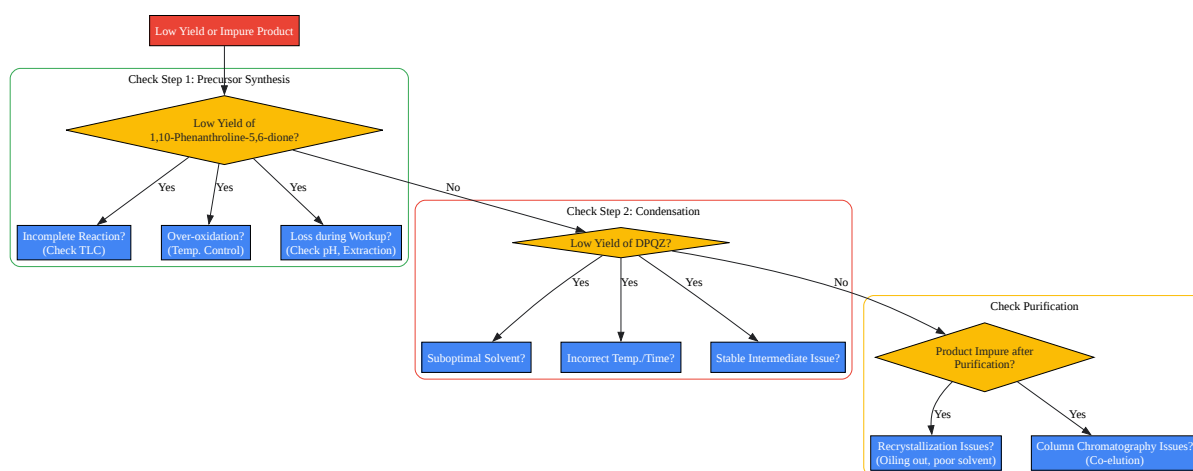 Low Yield or Impure Product
Check Step 1: Precursor Synthesis
Low Yield of
1,10-Phenanthroline-5,6-dione?
Yes
Yes
Yes
No
Incomplete Reaction?
(Check TLC)
Over-oxidation?
(Temp. Control)
Loss during Workup?
(Check pH, Extraction)
Check Step 2: Condensation
Low Yield of DPQZ?
Yes
Yes
Yes
No
Suboptimal Solvent?
Incorrect Temp./Time?
Stable Intermediate Issue?
Check Purification
Product Impure after
Purification?
Yes
Yes
Recrystallization Issues?
(Oiling out, poor solvent)
Column Chromatography Issues?
(Co-elution)